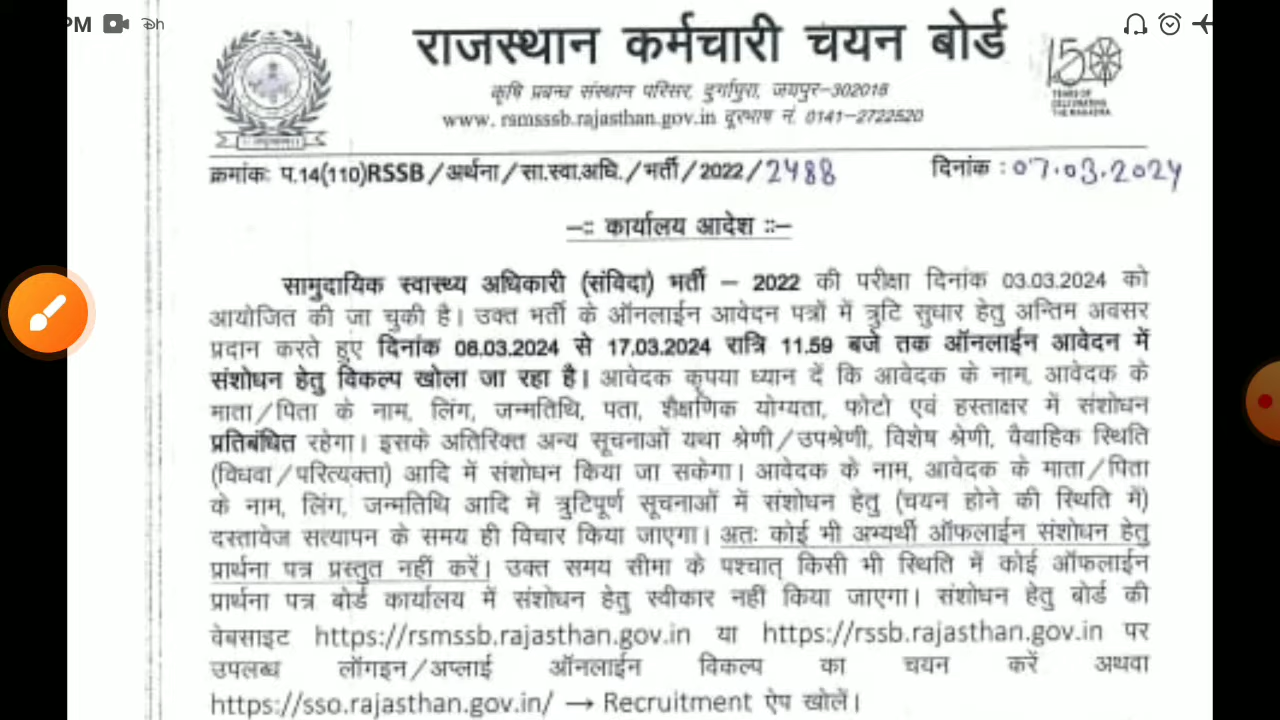 PM
राजस्थान कर्मचारी चयन बोर्ड
कृषि प्रबन्ध संस्थान परिसर, दुर्गापुरा, जयपुर–302018
www. rsmsssb.rajasthan.gov.in दूरभाष नं. 0141–2722520
150
YEARS OF
CELEBRATING
THE MAHATMA
क्रमांकः प.14(110)RSSB/अर्थना/सा.स्वा.अधि./भर्ती/2022/2488 दिनांक : 07.03.2024
–:: कार्यालय आदेश ::–
सामुदायिक स्वास्थ्य अधिकारी (संविदा) भर्ती – 2022 की परीक्षा दिनांक 03.03.2024 को
आयोजित की जा चुकी है। उक्त भर्ती के ऑनलाईन आवेदन पत्रों में त्रुटि सुधार हेतु अन्तिम अवसर
प्रदान करते हुए दिनांक 08.03.2024 से 17.03.2024 रात्रि 11.59 बजे तक ऑनलाईन आवेदन में
संशोधन हेतु विकल्प खोला जा रहा है। आवेदक कृपया ध्यान दें कि आवेदक के नाम, आवेदक के
माता/पिता के नाम, लिंग, जन्मतिथि, पता, शैक्षणिक योग्यता, फोटो एवं हस्ताक्षर में संशोधन
प्रतिबंधित रहेगा। इसके अतिरिक्त अन्य सूचनाओं यथा श्रेणी/उपश्रेणी, विशेष श्रेणी, वैवाहिक स्थिति
(विधवा/परित्यक्ता) आदि में संशोधन किया जा सकेगा। आवेदक के नाम, आवेदक के माता/पिता
के नाम, लिंग, जन्मतिथि आदि में त्रुटिपूर्ण सूचनाओं में संशोधन हेतु (चयन होने की स्थिति में)
दस्तावेज सत्यापन के समय ही विचार किया जाएगा। अतः कोई भी अभ्यर्थी ऑफलाईन संशोधन हेतु
प्रार्थना पत्र प्रस्तुत नहीं करें। उक्त समय सीमा के पश्चात् किसी भी स्थिति में कोई ऑफलाईन
प्रार्थना पत्र बोर्ड कार्यालय में संशोधन हेतु स्वीकार नहीं किया जाएगा। संशोधन हेतु बोर्ड की
वेबसाइट https://rsmssb.rajasthan.gov.in या https://rssb.rajasthan.gov.in पर
उपलब्ध लॉगइन/अप्लाई ऑनलाईन विकल्प का चयन करें अथवा
https://sso.rajasthan.gov.in/ → Recruitment ऐप खोलें।